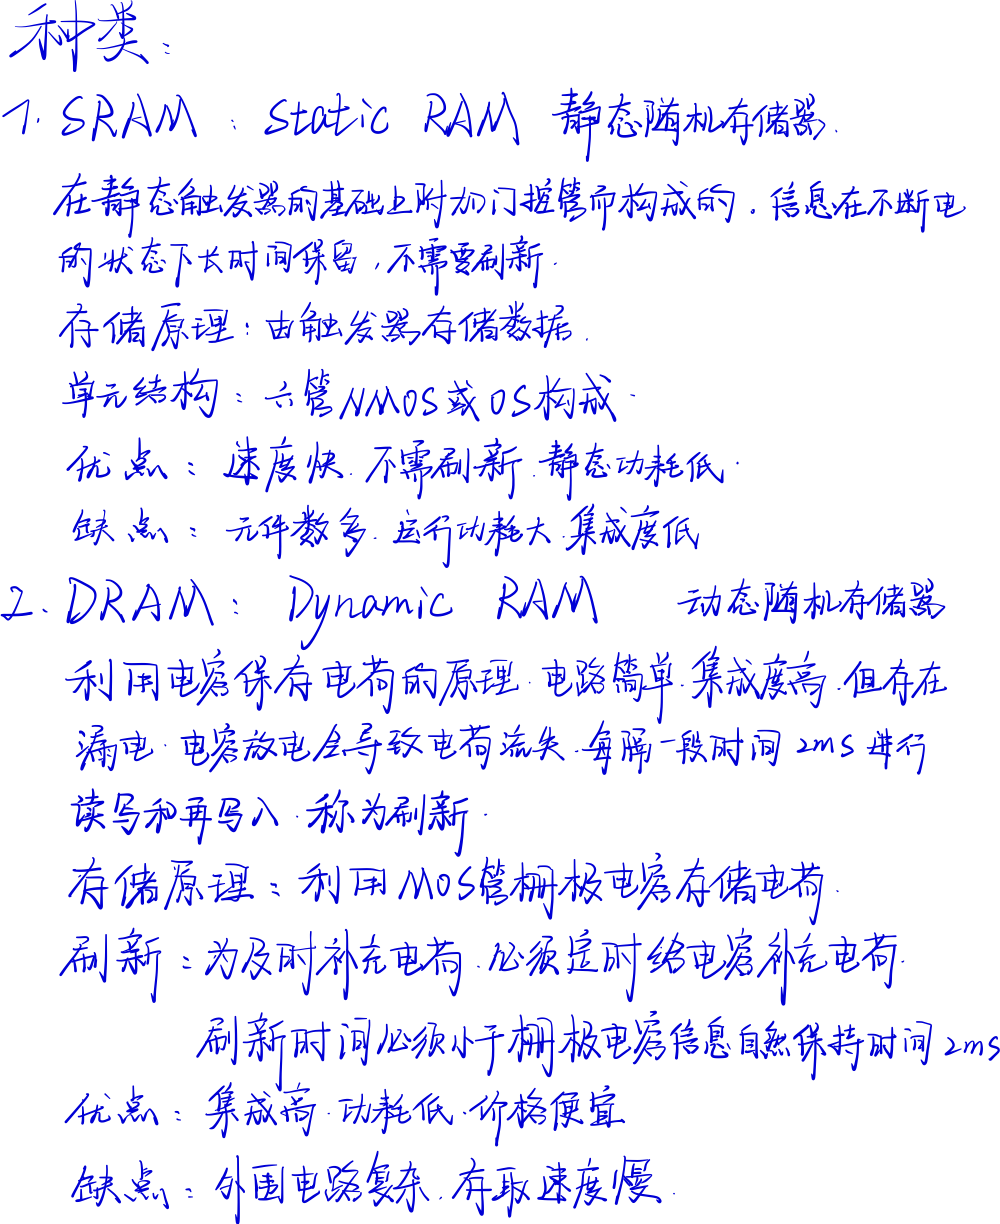 种类：
1. SRAM：Static RAM 静态随机存储器.
在静态触发器的基础上附加门控管而构成的. 信息在不断电
的状态下长时间保留，不需要刷新.
存储原理：由触发器存储数据.
单元结构：六管NMOS或OS构成.
优点：速度快. 不需刷新. 静态功耗低.
缺点：元件数多. 运行功耗大. 集成度低
2. DRAM：Dynamic RAM 动态随机存储器
利用电容保存电荷的原理. 电路简单. 集成度高. 但存在
漏电. 电容放电会导致电荷流失. 每隔一段时间 2ms 进行
读写和再写入. 称为刷新.
存储原理：利用MOS管栅极电容存储电荷.
刷新：为及时补充电荷. 必须定时给电容补充电荷.
刷新时间必须小于栅极电容信息自然保持时间 2ms
优点：集成高. 功耗低. 价格便宜
缺点：外围电路复杂. 存取速度慢.